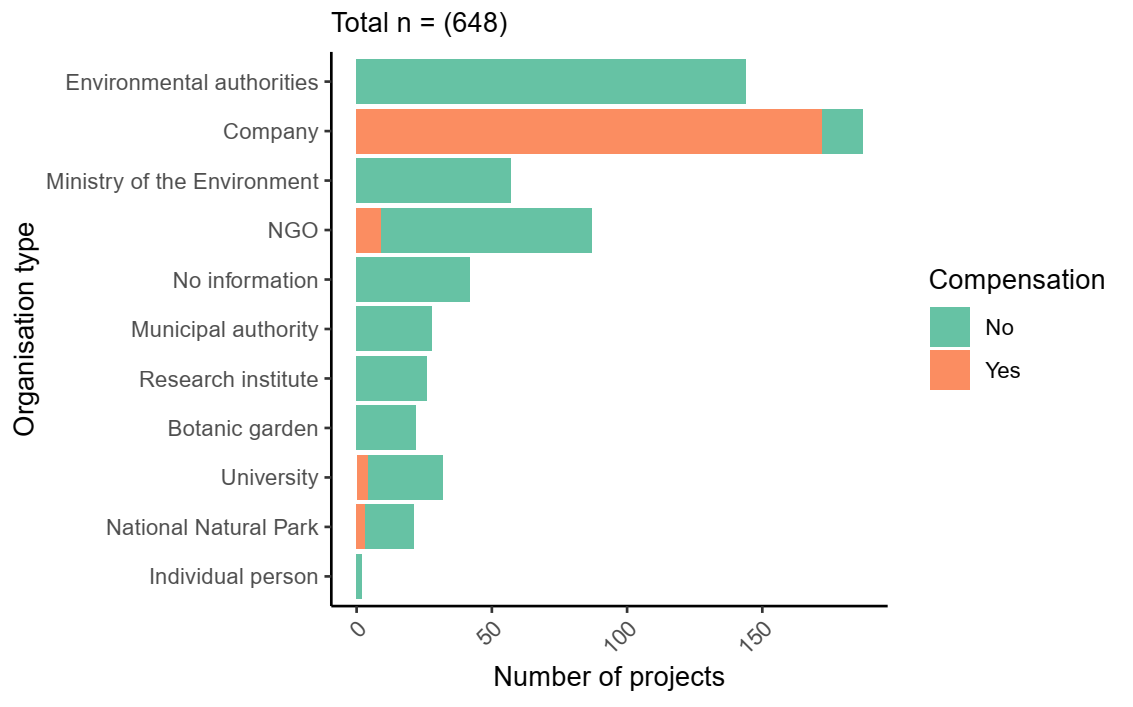 Total n = (648)
Environmental authorities
Company
Ministry of the Environment
NGO
No information
Municipal authority
Research institute
Botanic garden
University
National Natural Park
Individual person
Organisation type
0
50
100
150
Number of projects
Compensation
No
Yes